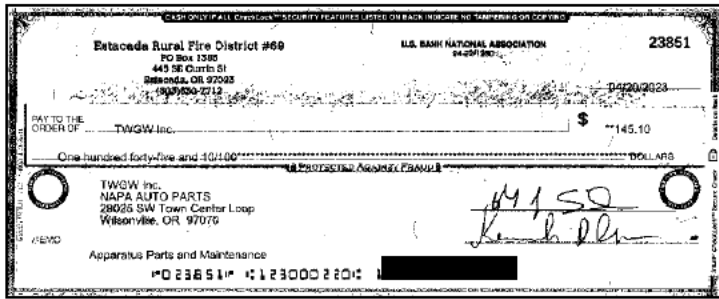 CASH ONLY IF ALL CheckLock™ SECURITY FEATURES LISTED ON BACK INDICATE NO TAMPERING OR COPYING
Estacada Rural Fire District #69
PO Box 1385
445 SE Currin St
Estacada, OR 97023
U.S. BANK NATIONAL ASSOCIATION
23851
04/20/2023
PAY TO THE
ORDER OF
TWGW Inc.
$ **145.10
One hundred forty-five and 10/100
DOLLARS
TWGW Inc.
NAPA AUTO PARTS
29025 SW Town Center Loop
Wilsonville, OR 97070
MEMO
Apparatus Parts and Maintenance
⑈023851⑈ ⑆123000220⑆